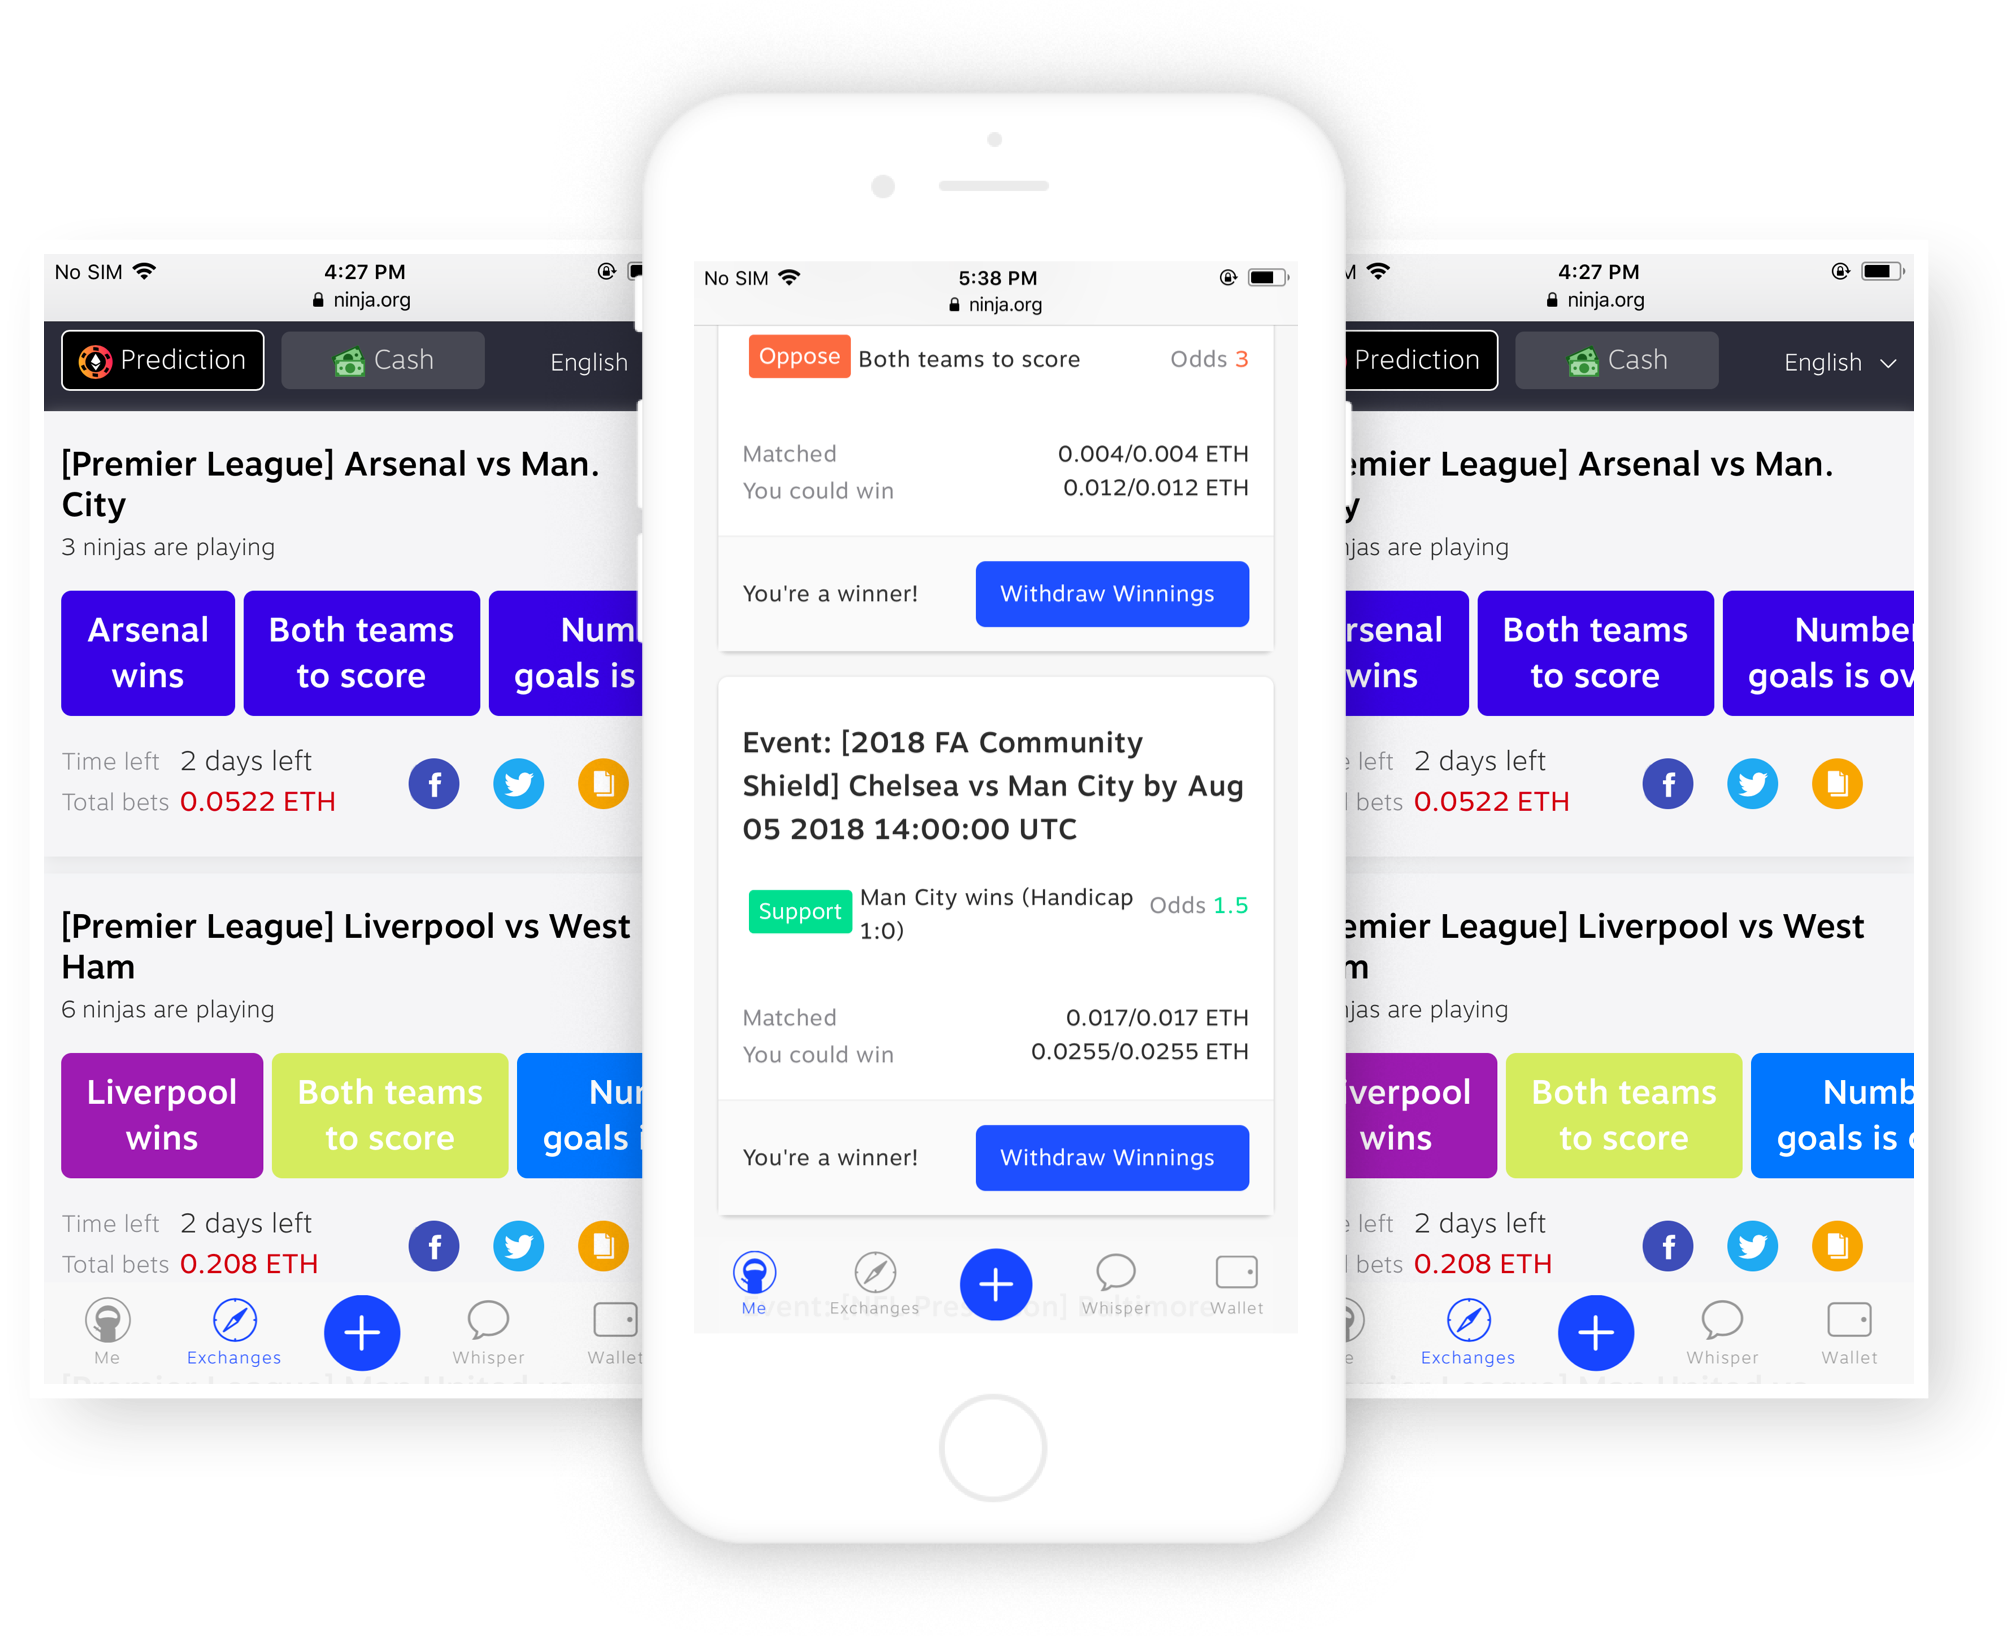 No SIM
4:27 PM
ninja.org
Prediction
Cash
English
[Premier League] Arsenal vs Man.
City
3 ninjas are playing
Arsenal
wins
Both teams
to score
Num
goals is
Time left 2 days left
Total bets 0.0522 ETH
[Premier League] Liverpool vs West
Ham
6 ninjas are playing
Liverpool
wins
Both teams
to score
Nu
goals
Time left 2 days left
Total bets 0.208 ETH
Me
Exchanges
Whisper
Wallet
[Premier League] Man United vs
No SIM
5:38 PM
ninja.org
Oppose
Both teams to score
Odds 3
Matched 0.004/0.004 ETH
You could win 0.012/0.012 ETH
You're a winner!
Withdraw Winnings
Event: [2018 FA Community
Shield] Chelsea vs Man City by Aug
05 2018 14:00:00 UTC
Support
Man City wins (Handicap
1:0)
Odds 1.5
Matched 0.017/0.017 ETH
You could win 0.0255/0.0255 ETH
You're a winner!
Withdraw Winnings
Me
Exchanges
Whisper
Wallet
4:27 PM
ninja.org
Prediction
Cash
English
emier League] Arsenal vs Man.
y
jas are playing
rsenal
wins
Both teams
to score
Number
goals is ov
left 2 days left
bets 0.0522 ETH
emier League] Liverpool vs West
m
jas are playing
verpool
wins
Both teams
to score
Numb
goals is
left 2 days left
bets 0.208 ETH
e
Exchanges
Whisper
Wallet